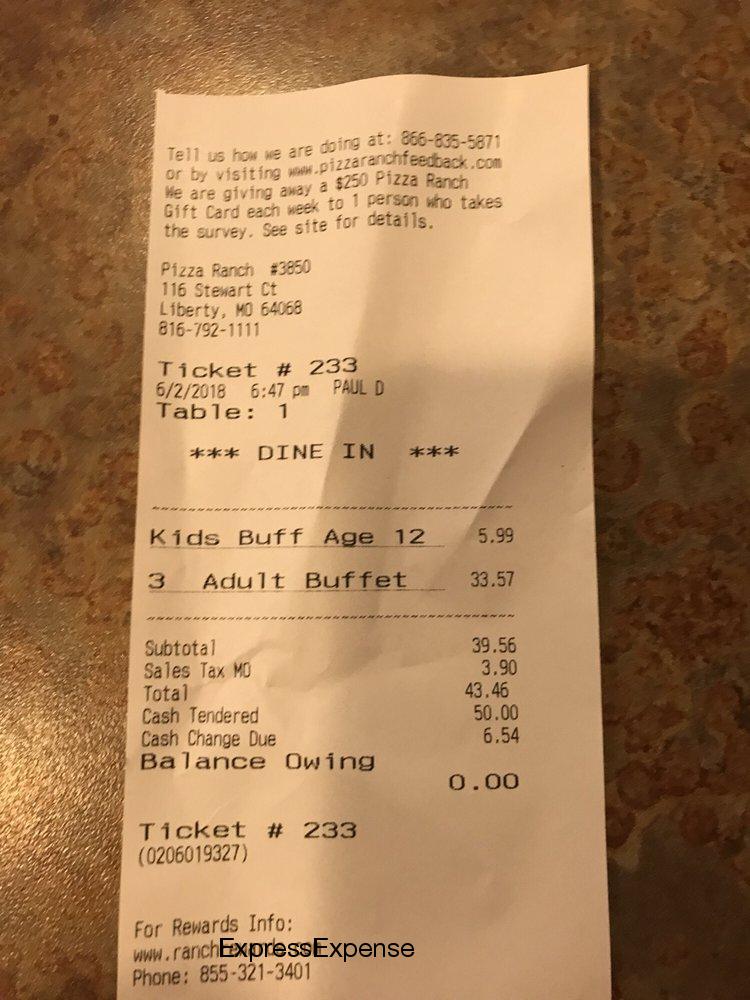 Tell us how we are doing at: 866-835-5871
or by visiting www.pizzaranchfeedback.com
We are giving away a $250 Pizza Ranch
Gift Card each week to 1 person who takes
the survey. See site for details.
Pizza Ranch #3850
116 Stewart Ct
Liberty, MO 64068
816-792-1111
Ticket # 233
6/2/2018 6:47 pm PAUL D
Table: 1
*** DINE IN ***
Kids Buff Age 12 5.99
3 Adult Buffet 33.57
Subtotal 39.56
Sales Tax MO 3.90
Total 43.46
Cash Tendered 50.00
Cash Change Due 6.54
Balance Owing
0.00
Ticket # 233
(0206019327)
For Rewards Info:
ExpressExpense
Phone: 855-321-3401